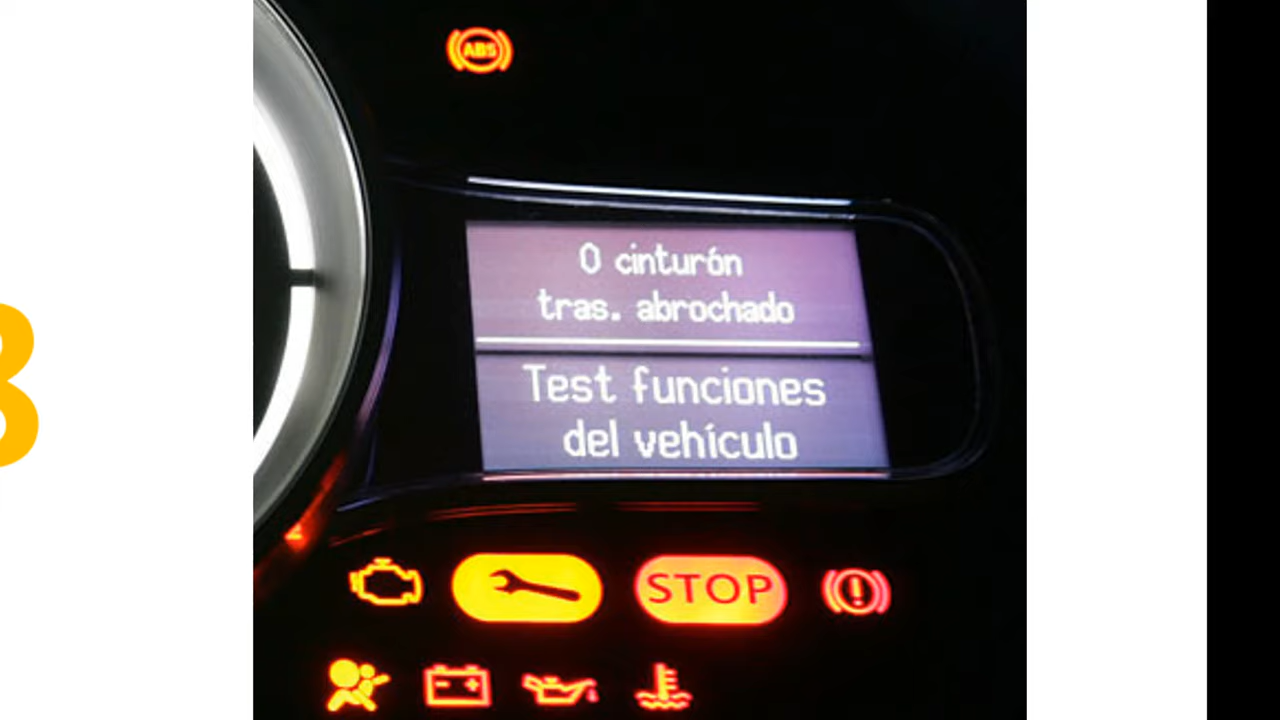 ABS
0 cinturón
tras. abrochado
Test funciones
del vehículo
STOP